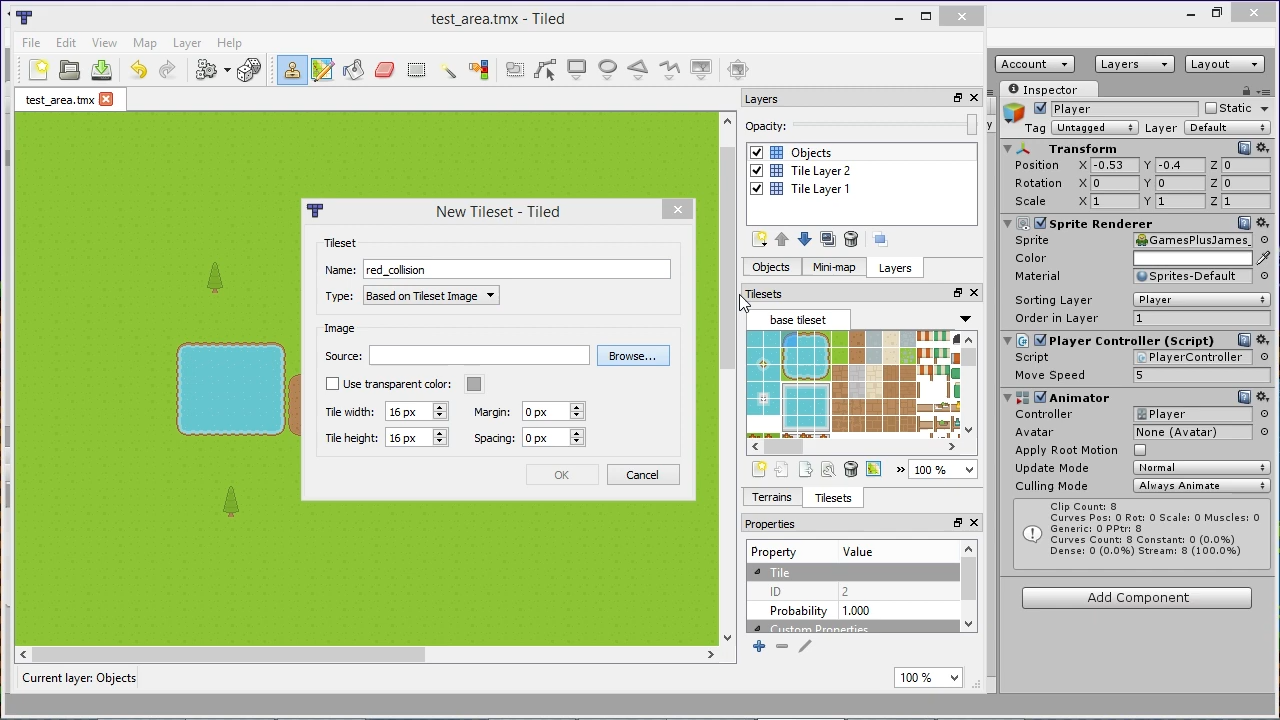 test_area.tmx - Tiled
File Edit View Map Layer Help
test_area.tmx
Layers
Opacity:
Objects
Tile Layer 2
Tile Layer 1
Objects Mini-map Layers
Tilesets
base tileset
100 %
Terrains Tilesets
Properties
Property Value
Tile
ID 2
Probability 1.000
Custom Properties
Current layer: Objects
100 %
New Tileset - Tiled
Tileset
Name: red_collision
Type: Based on Tileset Image
Image
Source: Browse...
Use transparent color:
Tile width: 16 px Margin: 0 px
Tile height: 16 px Spacing: 0 px
OK Cancel
Account Layers Layout
Inspector
Player Static
Tag Untagged Layer Default
Transform
Position X -0.53 Y -0.4 Z 0
Rotation X 0 Y 0 Z 0
Scale X 1 Y 1 Z 1
Sprite Renderer
Sprite GamesPlusJames_
Color
Material Sprites-Default
Sorting Layer Player
Order in Layer 1
Player Controller (Script)
Script PlayerController
Move Speed 5
Animator
Controller Player
Avatar None (Avatar)
Apply Root Motion
Update Mode Normal
Culling Mode Always Animate
Clip Count: 8
Curves Pos: 0 Rot: 0 Scale: 0 Muscles: 0
Generic: 0 PPtr: 8
Curves Count: 8 Constant: 0 (0.0%)
Dense: 0 (0.0%) Stream: 8 (100.0%)
Add Component